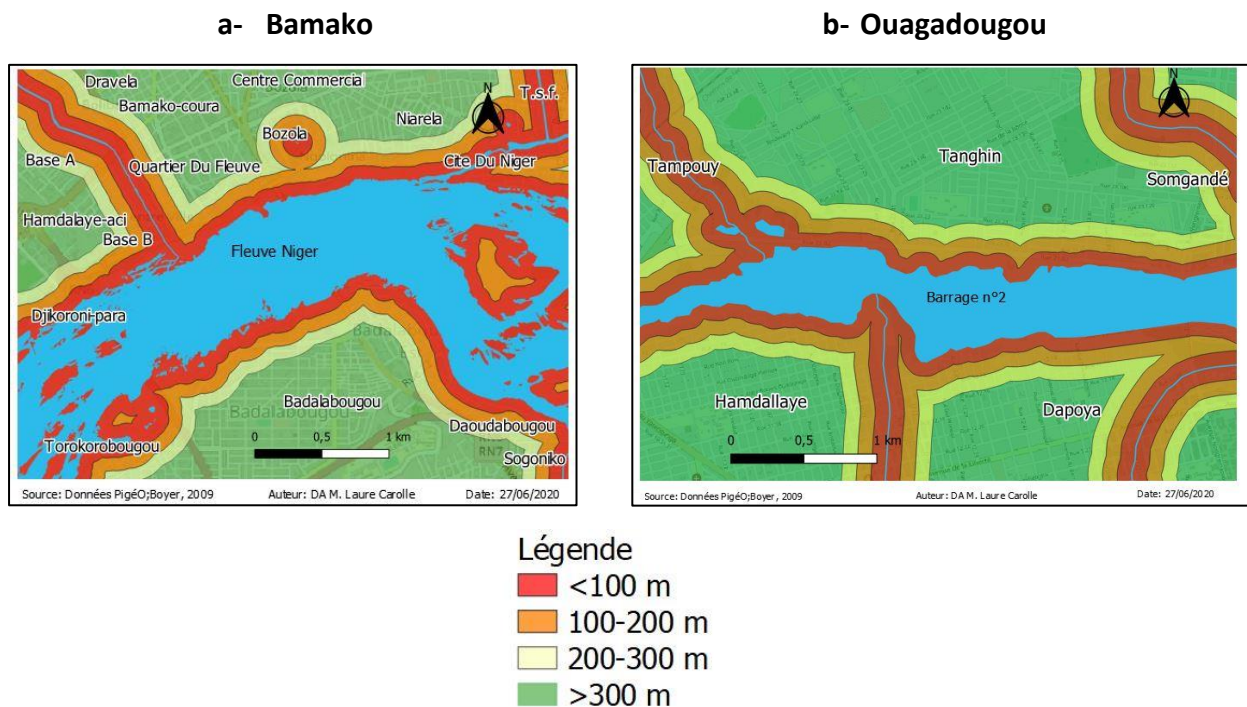 a- Bamako
b- Ouagadougou
N
Dravela
Centre Commercial
Bozola
T.s.f.
Bamako-coura
Niarela
Bozola
Base A
Quartier Du Fleuve
Cite Du Niger
Hamdalaye-aci
Base B
Fleuve Niger
Djikoroni-para
Badalabougou
Badalabougou
Daoudabougou
0 0,5 1 km
Torokorobougou
RN7
Sogoniko
Source: Données PigéO;Boyer, 2009 Auteur: DA M. Laure Carolle Date: 27/06/2020
N
Tampouy
Tanghin
Somgandé
Barrage n°2
Hamdallaye
Dapoya
0 0,5 1 km
Source: Données PigéO;Boyer, 2009 Auteur: DA M. Laure Carolle Date: 27/06/2020
Légende
<100 m
100-200 m
200-300 m
>300 m